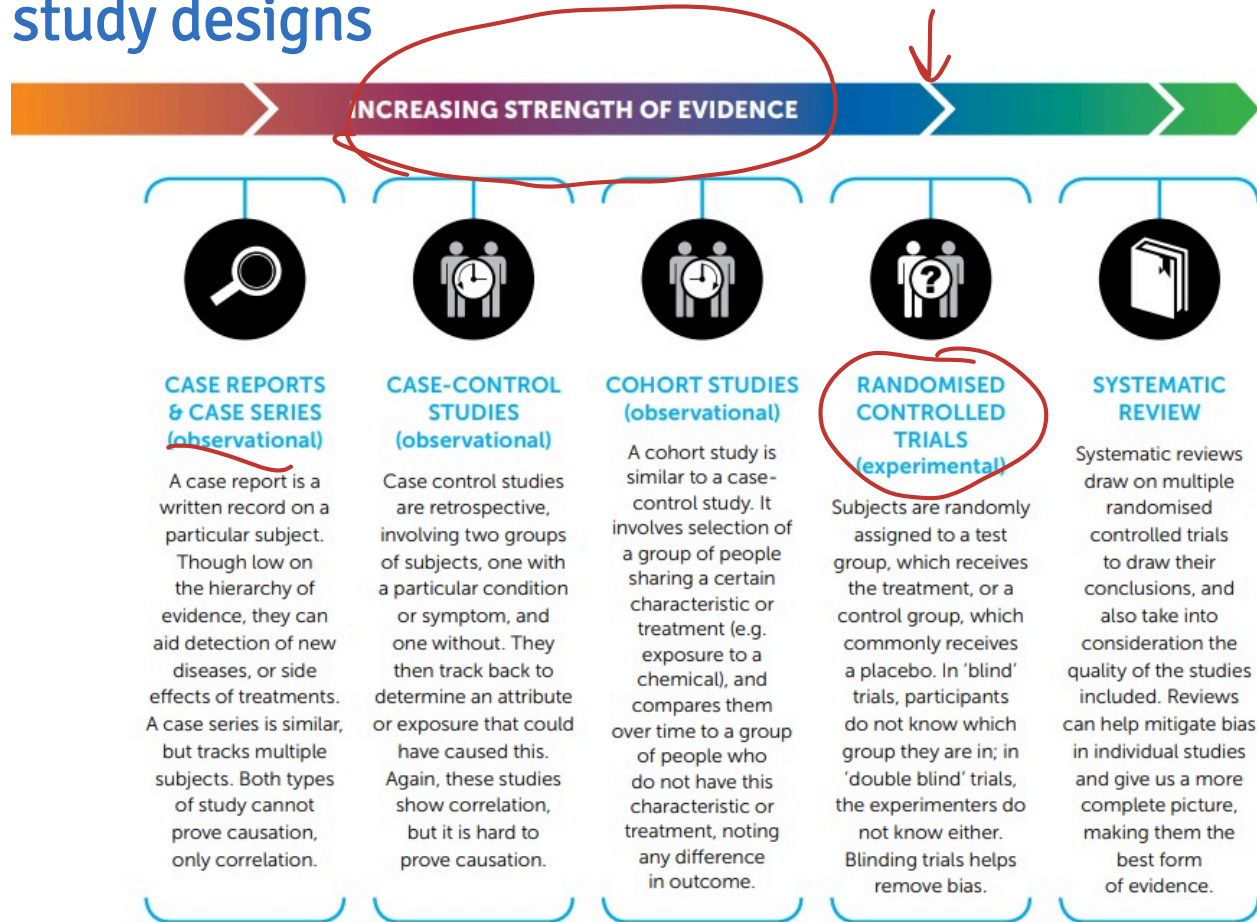 study designs
INCREASING STRENGTH OF EVIDENCE
CASE REPORTS
& CASE SERIES
(observational)
A case report is a
written record on a
particular subject.
Though low on
the hierarchy of
evidence, they can
aid detection of new
diseases, or side
effects of treatments.
A case series is similar,
but tracks multiple
subjects. Both types
of study cannot
prove causation,
only correlation.
CASE-CONTROL
STUDIES
(observational)
Case control studies
are retrospective,
involving two groups
of subjects, one with
a particular condition
or symptom, and
one without. They
then track back to
determine an attribute
or exposure that could
have caused this.
Again, these studies
show correlation,
but it is hard to
prove causation.
COHORT STUDIES
(observational)
A cohort study is
similar to a case-
control study. It
involves selection of
a group of people
sharing a certain
characteristic or
treatment (e.g.
exposure to a
chemical), and
compares them
over time to a group
of people who
do not have this
characteristic or
treatment, noting
any difference
in outcome.
RANDOMISED
CONTROLLED
TRIALS
(experimental)
Subjects are randomly
assigned to a test
group, which receives
the treatment, or a
control group, which
commonly receives
a placebo. In ‘blind’
trials, participants
do not know which
group they are in; in
‘double blind’ trials,
the experimenters do
not know either.
Blinding trials helps
remove bias.
SYSTEMATIC
REVIEW
Systematic reviews
draw on multiple
randomised
controlled trials
to draw their
conclusions, and
also take into
consideration the
quality of the studies
included. Reviews
can help mitigate bias
in individual studies
and give us a more
complete picture,
making them the
best form
of evidence.
?